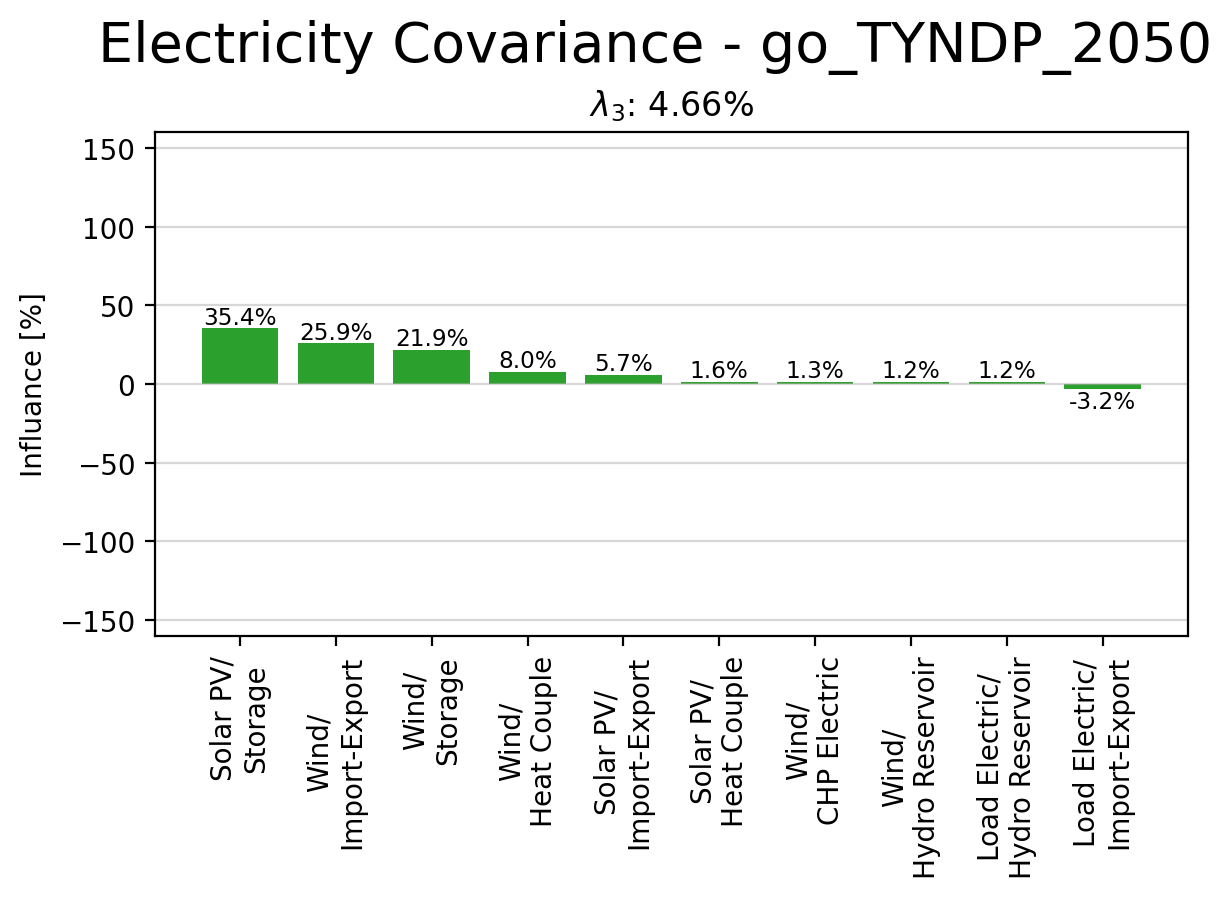 Electricity Covariance - go_TYNDP_2050
λ₃: 4.66%
Influance [%]
150
100
50
0
−50
−100
−150
35.4%
25.9%
21.9%
8.0%
5.7%
1.6%
1.3%
1.2%
1.2%
-3.2%
Solar PV/
Storage
Wind/
Import-Export
Wind/
Storage
Wind/
Heat Couple
Solar PV/
Import-Export
Solar PV/
Heat Couple
Wind/
CHP Electric
Wind/
Hydro Reservoir
Load Electric/
Hydro Reservoir
Load Electric/
Import-Export